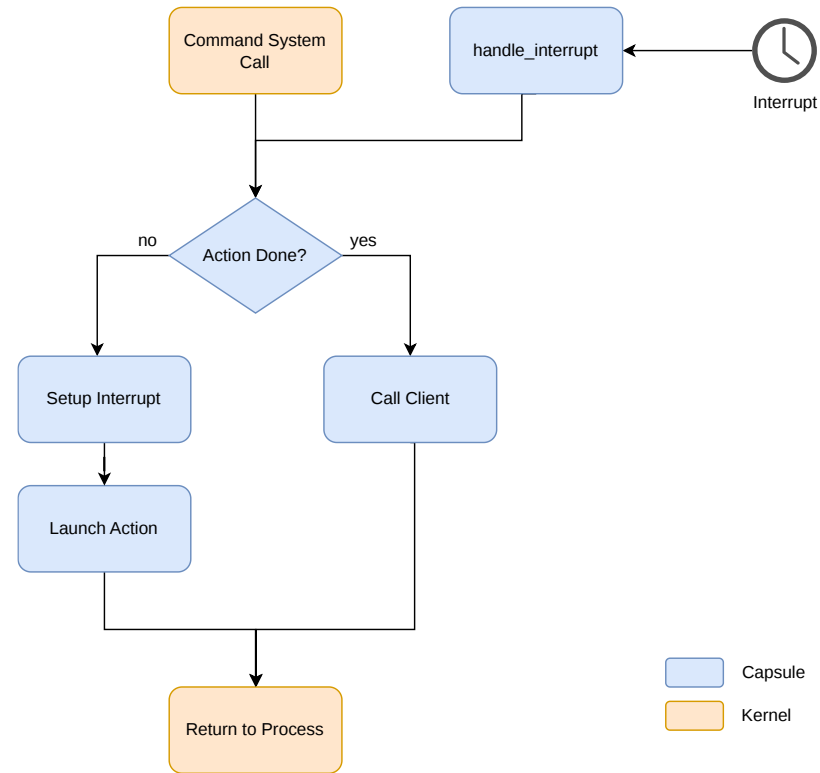 Command System
Call
handle_interrupt
Interrupt
no
Action Done?
yes
Setup Interrupt
Call Client
Launch Action
Capsule
Kernel
Return to Process